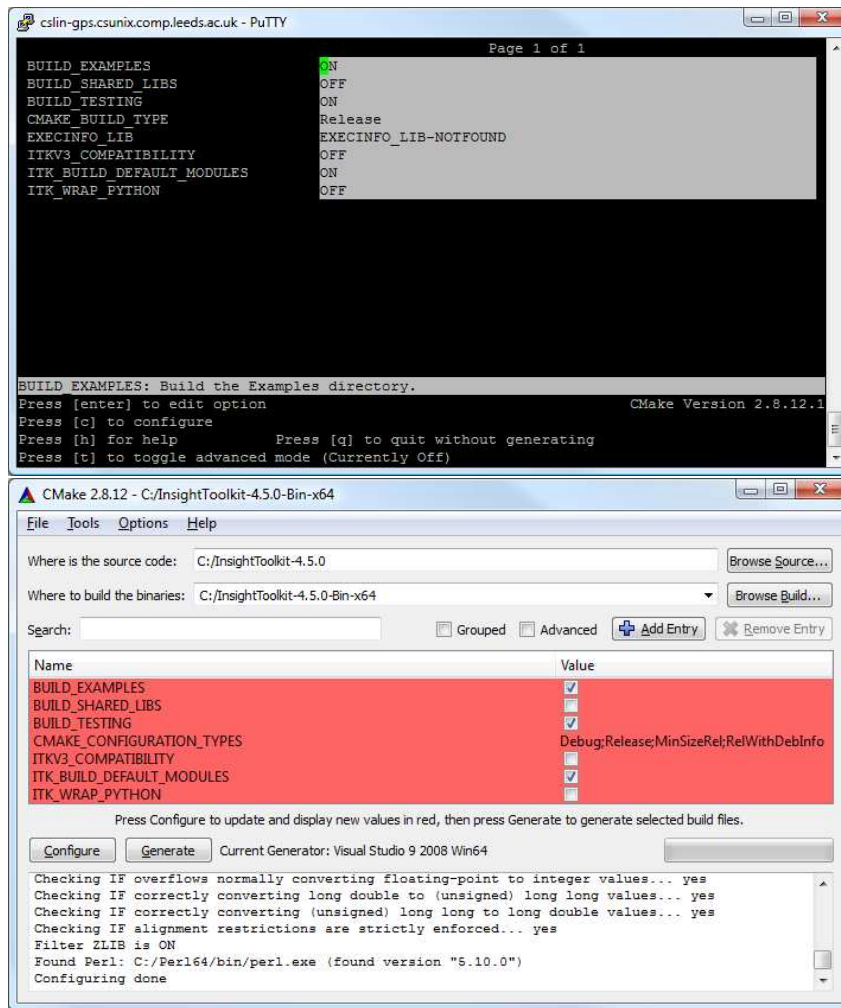 cslin-gps.csunix.comp.leeds.ac.uk - PuTTY
Page 1 of 1
BUILD_EXAMPLES ON
BUILD_SHARED_LIBS OFF
BUILD_TESTING ON
CMAKE_BUILD_TYPE Release
EXECINFO_LIB EXECINFO_LIB-NOTFOUND
ITKV3_COMPATIBILITY OFF
ITK_BUILD_DEFAULT_MODULES ON
ITK_WRAP_PYTHON OFF
BUILD_EXAMPLES: Build the Examples directory.
Press [enter] to edit option CMake Version 2.8.12.1
Press [c] to configure
Press [h] for help Press [q] to quit without generating
Press [t] to toggle advanced mode (Currently Off)
CMake 2.8.12 - C:/InsightToolkit-4.5.0-Bin-x64
File Tools Options Help
Where is the source code: C:/InsightToolkit-4.5.0 Browse Source...
Where to build the binaries: C:/InsightToolkit-4.5.0-Bin-x64 Browse Build...
Search: Grouped Advanced Add Entry Remove Entry
Name Value
BUILD_EXAMPLES
BUILD_SHARED_LIBS
BUILD_TESTING
CMAKE_CONFIGURATION_TYPES Debug;Release;MinSizeRel;RelWithDebInfo
ITKV3_COMPATIBILITY
ITK_BUILD_DEFAULT_MODULES
ITK_WRAP_PYTHON
Press Configure to update and display new values in red, then press Generate to generate selected build files.
Configure Generate Current Generator: Visual Studio 9 2008 Win64
Checking IF overflows normally converting floating-point to integer values... yes
Checking IF correctly converting long double to (unsigned) long long values... yes
Checking IF correctly converting (unsigned) long long to long double values... yes
Checking IF alignment restrictions are strictly enforced... yes
Filter ZLIB is ON
Found Perl: C:/Perl64/bin/perl.exe (found version "5.10.0")
Configuring done